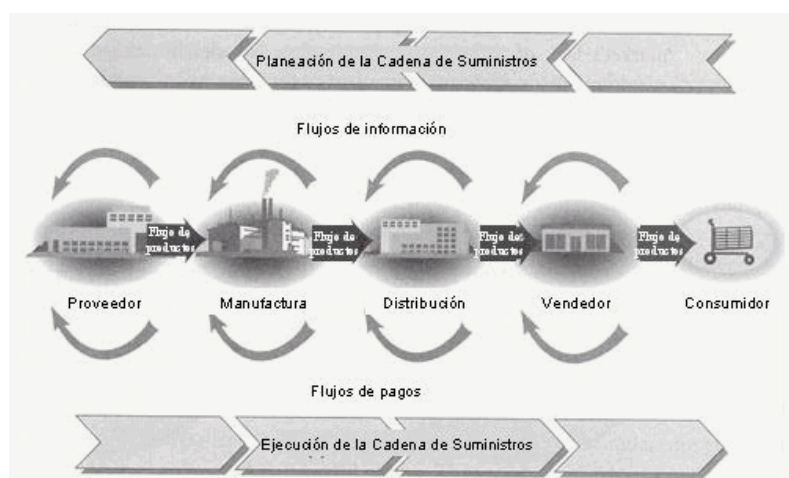 Planeación de la Cadena de Suministros
Flujos de información
Flujo de
productos
Flujo de
productos
Flujo de
productos
Flujo de
productos
Proveedor
Manufactura
Distribución
Vendedor
Consumidor
Flujos de pagos
Ejecución de la Cadena de Suministros